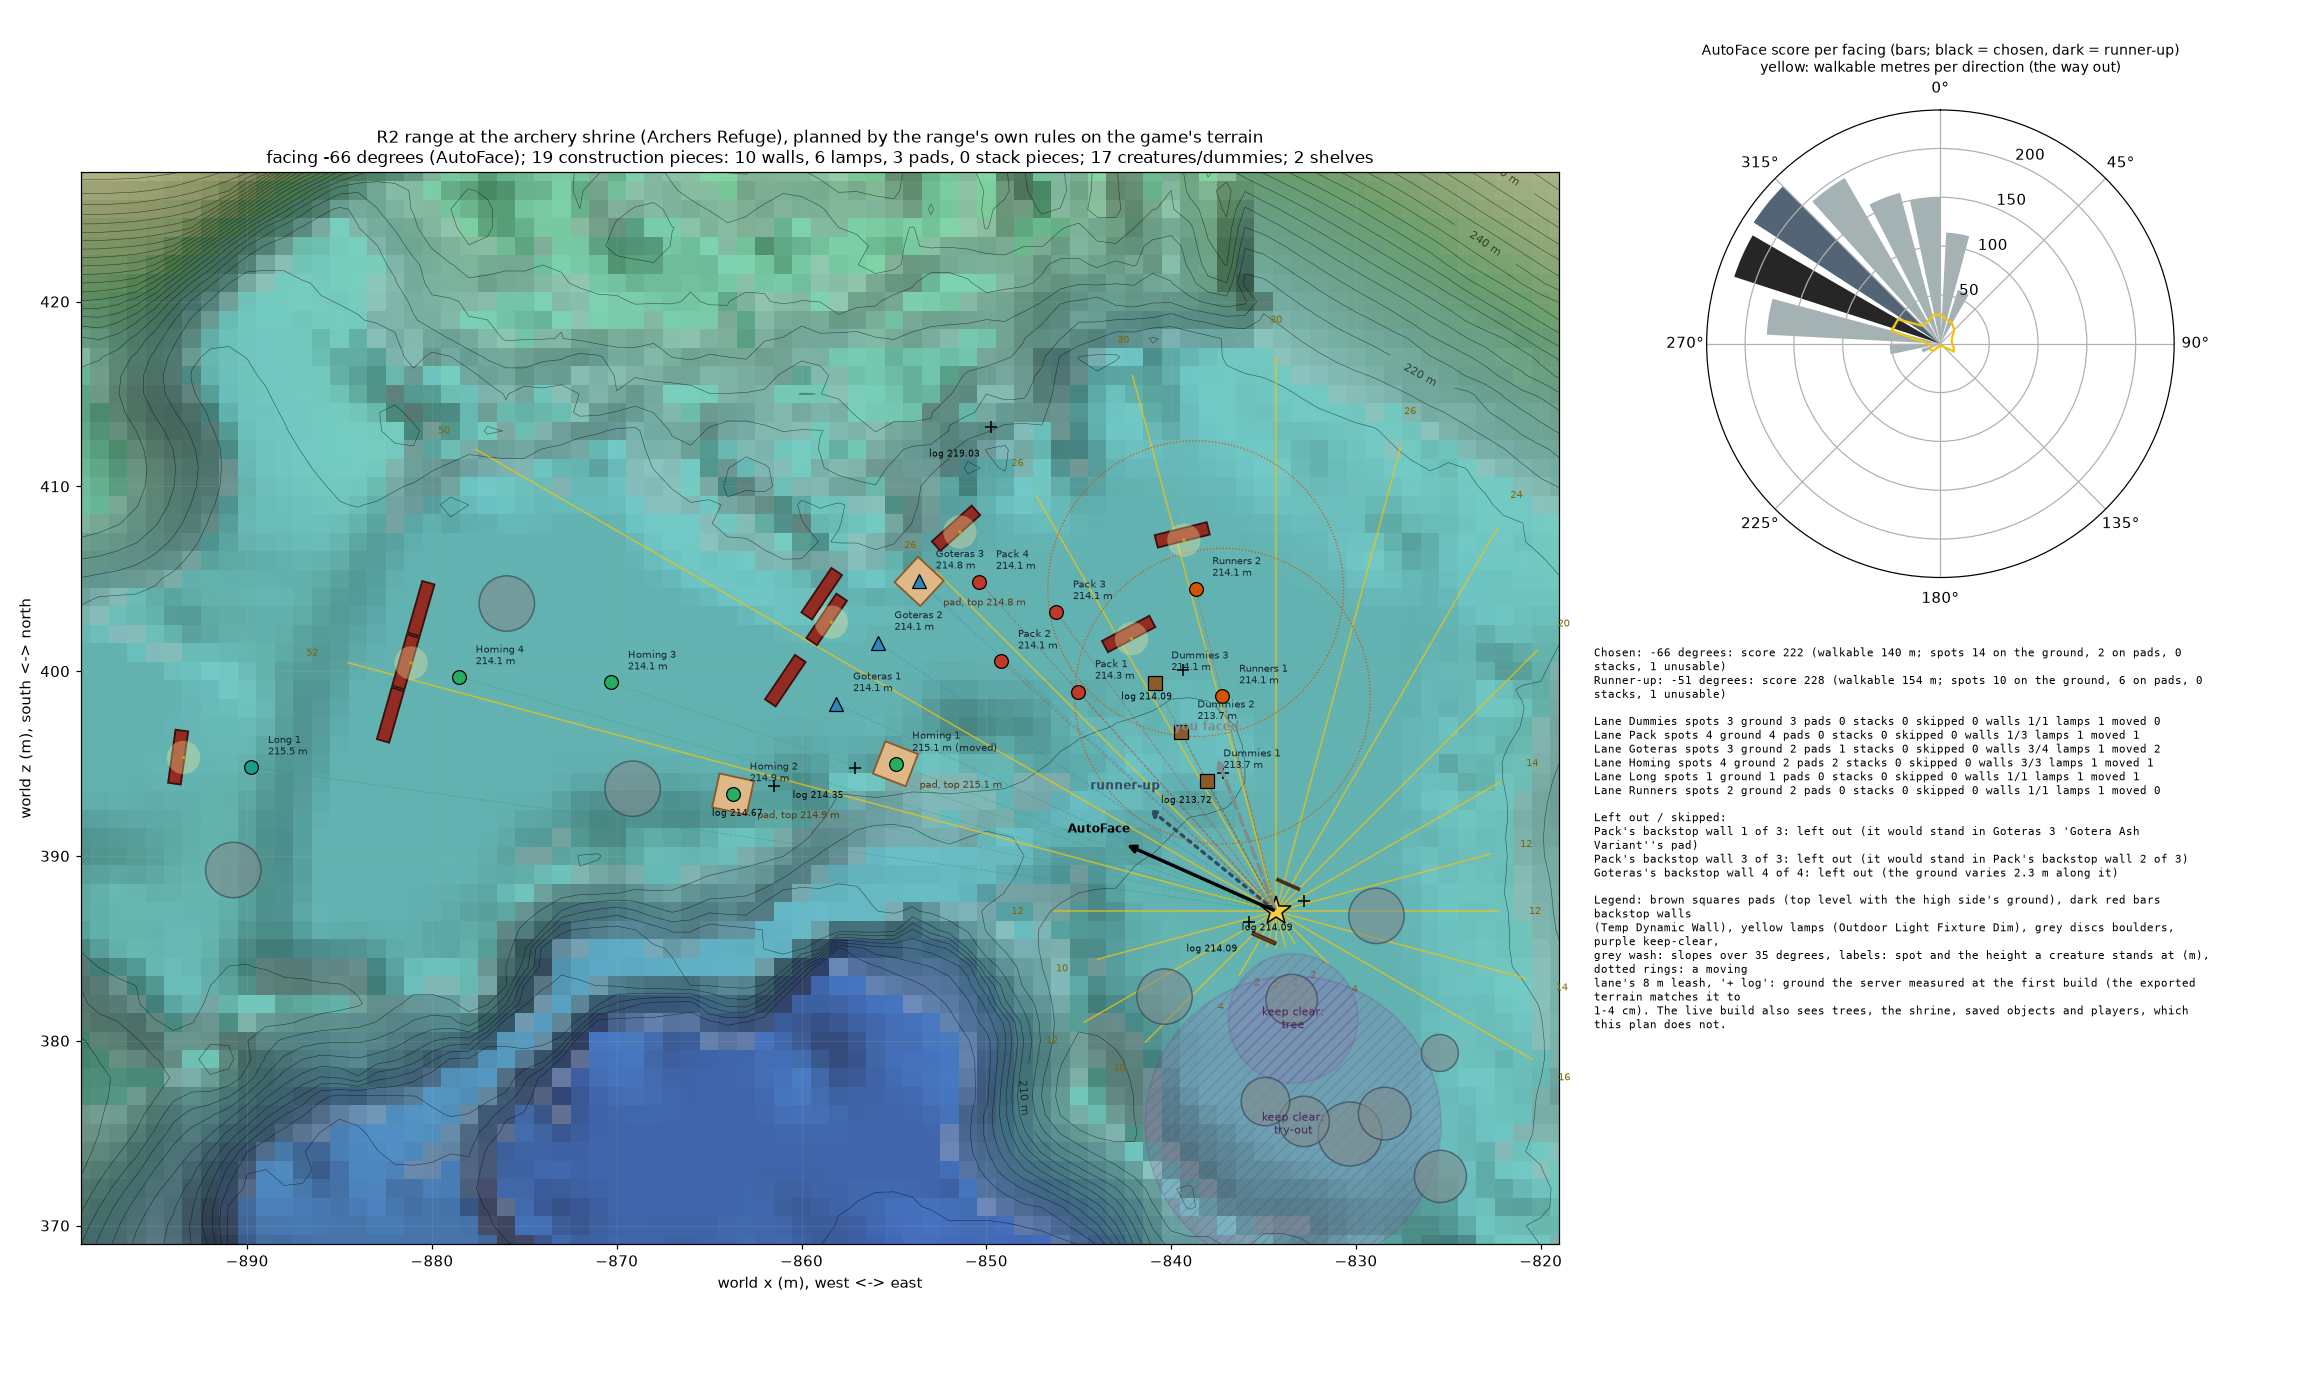 AutoFace score per facing (bars; black = chosen, dark = runner-up)
yellow: walkable metres per direction (the way out)
0°
315°
45°
270°
90°
225°
135°
180°
200
150
100
50
R2 range at the archery shrine (Archers Refuge), planned by the range's own rules on the game's terrain
facing -66 degrees (AutoFace); 19 construction pieces: 10 walls, 6 lamps, 3 pads, 0 stack pieces; 17 creatures/dummies; 2 shelves
240 m
220 m
210 m
30
30
26
26
26
24
50
52
20
14
12
12
12
10
12
10
14
16
4
2
4
2
log 219.03
Goteras 3
214.8 m
Pack 4
214.1 m
pad, top 214.8 m
Pack 3
214.1 m
Runners 2
214.1 m
Goteras 2
214.1 m
Pack 2
214.1 m
Pack 1
214.3 m
Dummies 3
214.1 m
Runners 1
214.1 m
log 214.09
Homing 4
214.1 m
Homing 3
214.1 m
Goteras 1
214.1 m
Dummies 2
213.7 m
you faced
Long 1
215.5 m
Homing 1
215.1 m (moved)
pad, top 215.1 m
Homing 2
214.9 m
log 214.35
log 214.67
pad, top 214.9 m
Dummies 1
213.7 m
log 213.72
runner-up
AutoFace
log 214.09
log 214.09
keep clear:
tree
keep clear:
try-out
420
410
400
390
380
370
world z (m), south <-> north
−890
−880
−870
−860
−850
−840
−830
−820
world x (m), west <-> east
Chosen: -66 degrees: score 222 (walkable 140 m; spots 14 on the ground, 2 on pads, 0
stacks, 1 unusable)
Runner-up: -51 degrees: score 228 (walkable 154 m; spots 10 on the ground, 6 on pads, 0
stacks, 1 unusable)
Lane Dummies spots 3 ground 3 pads 0 stacks 0 skipped 0 walls 1/1 lamps 1 moved 0
Lane Pack spots 4 ground 4 pads 0 stacks 0 skipped 0 walls 1/3 lamps 1 moved 1
Lane Goteras spots 3 ground 2 pads 1 stacks 0 skipped 0 walls 3/4 lamps 1 moved 2
Lane Homing spots 4 ground 2 pads 2 stacks 0 skipped 0 walls 3/3 lamps 1 moved 1
Lane Long spots 1 ground 1 pads 0 stacks 0 skipped 0 walls 1/1 lamps 1 moved 1
Lane Runners spots 2 ground 2 pads 0 stacks 0 skipped 0 walls 1/1 lamps 1 moved 0
Left out / skipped:
Pack's backstop wall 1 of 3: left out (it would stand in Goteras 3 'Gotera Ash
Variant''s pad)
Pack's backstop wall 3 of 3: left out (it would stand in Pack's backstop wall 2 of 3)
Goteras's backstop wall 4 of 4: left out (the ground varies 2.3 m along it)
Legend: brown squares pads (top level with the high side's ground), dark red bars
backstop walls
(Temp Dynamic Wall), yellow lamps (Outdoor Light Fixture Dim), grey discs boulders,
purple keep-clear,
grey wash: slopes over 35 degrees, labels: spot and the height a creature stands at (m),
dotted rings: a moving
lane's 8 m leash, '+ log': ground the server measured at the first build (the exported
terrain matches it to
1-4 cm). The live build also sees trees, the shrine, saved objects and players, which
this plan does not.